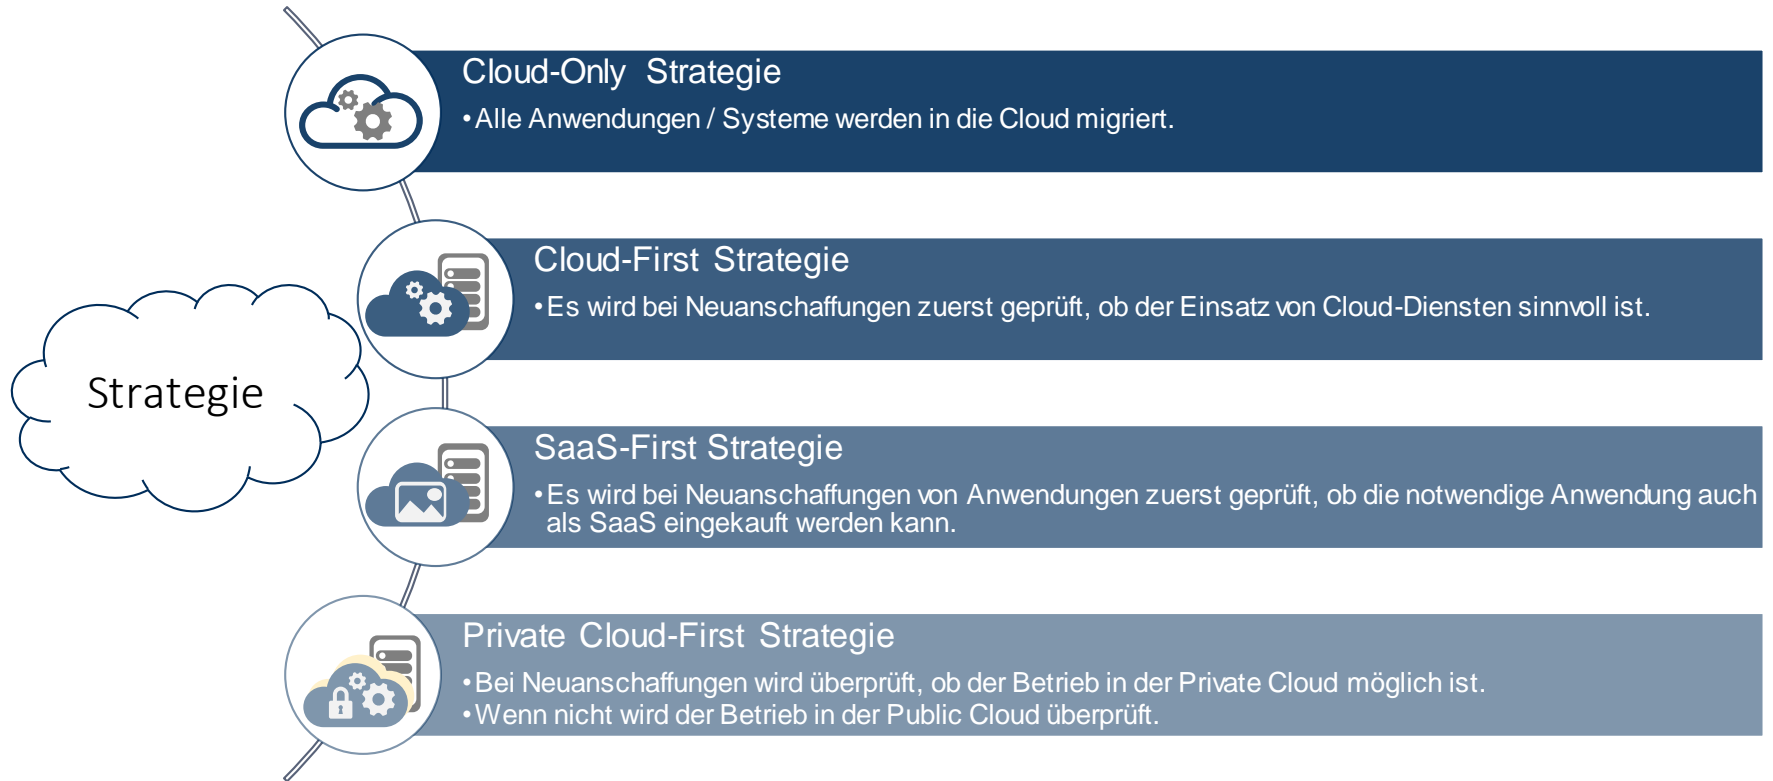 Cloud-Only Strategie
•Alle Anwendungen / Systeme werden in die Cloud migriert.
Cloud-First Strategie
•Es wird bei Neuanschaffungen zuerst geprüft, ob der Einsatz von Cloud-Diensten sinnvoll ist.
Strategie
SaaS-First Strategie
•Es wird bei Neuanschaffungen von Anwendungen zuerst geprüft, ob die notwendige Anwendung auch
als SaaS eingekauft werden kann.
Private Cloud-First Strategie
•Bei Neuanschaffungen wird überprüft, ob der Betrieb in der Private Cloud möglich ist.
•Wenn nicht wird der Betrieb in der Public Cloud überprüft.